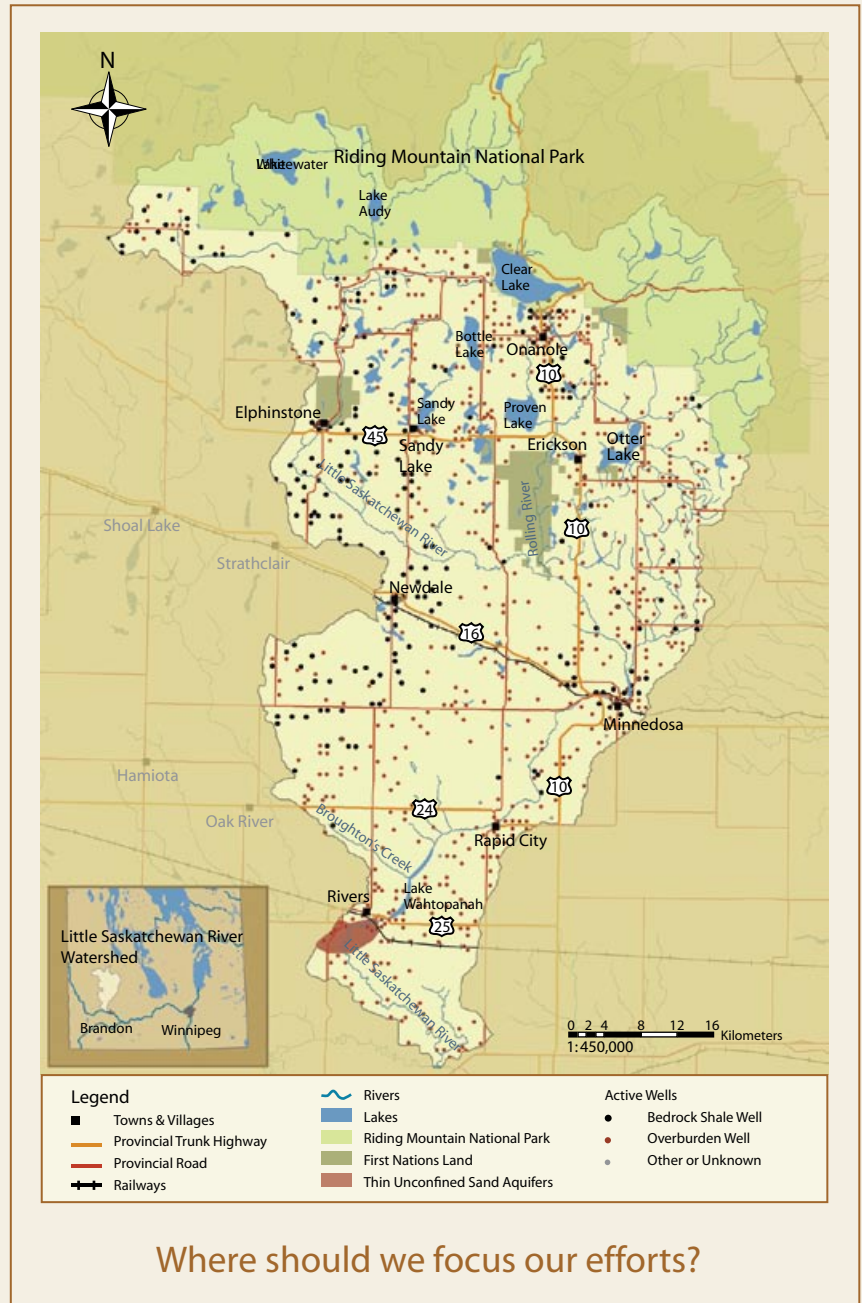 N
Riding Mountain National Park
Whitewater
Lake
Lake
Audy
Clear
Lake
Bottle
Lake
Onanole
10
Elphinstone
Sandy
Lake
Proven
Lake
45
Sandy
Lake
Erickson
Otter
Lake
Little Saskatchewan River
Rolling River
10
Shoal Lake
Strathclair
Newdale
16
Minnedosa
Hamiota
10
24
Oak River
Broughton's Creek
Rapid City
Rivers
Lake
Wahtopanah
25
Little Saskatchewan River
Little Saskatchewan River
Watershed
Brandon
Winnipeg
0 2 4 8 12 16
Kilometers
1:450,000
Legend
Towns & Villages
Provincial Trunk Highway
Provincial Road
Railways
Rivers
Lakes
Riding Mountain National Park
First Nations Land
Thin Unconfined Sand Aquifers
Active Wells
Bedrock Shale Well
Overburden Well
Other or Unknown
Where should we focus our efforts?